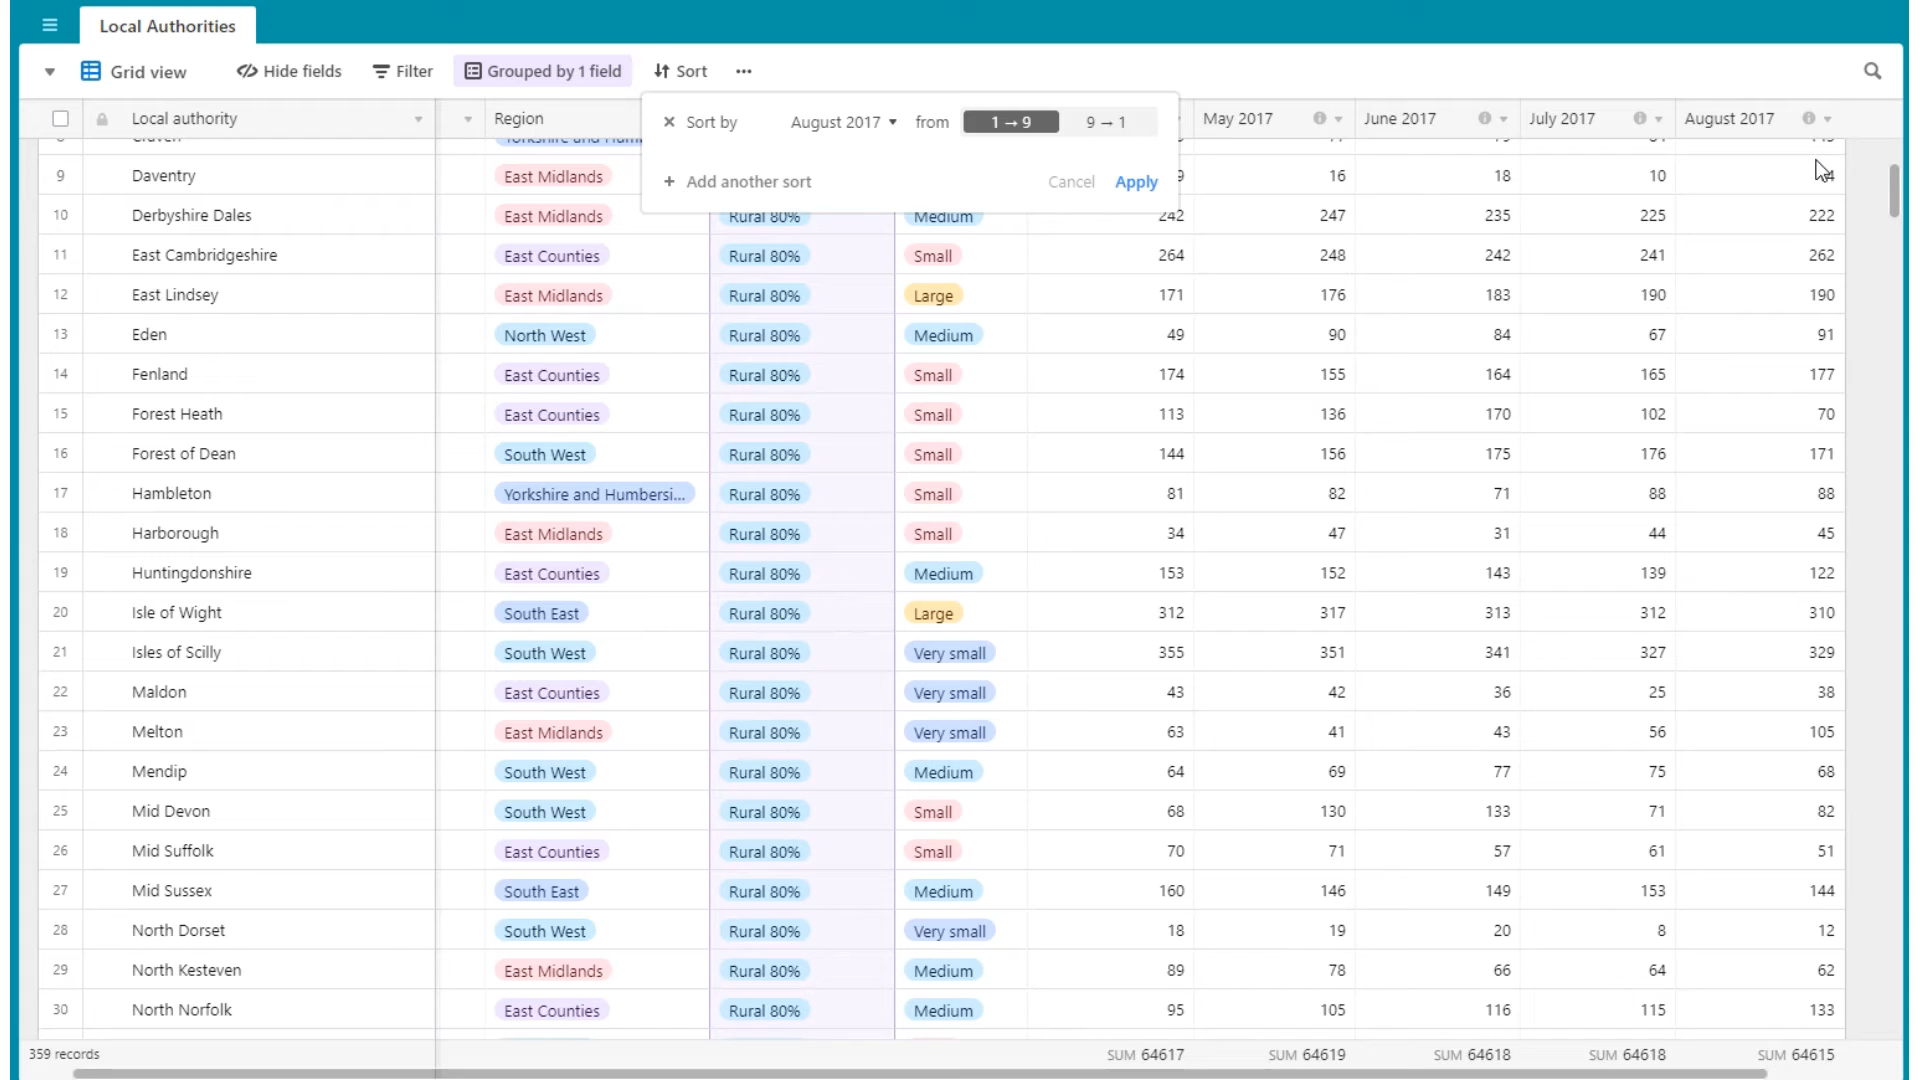 Local Authorities
Grid view Hide fields Filter Grouped by 1 field Sort
Local authority Region May 2017 June 2017 July 2017 August 2017
Sort by August 2017 from 1 → 9 9 → 1
+ Add another sort Cancel Apply
9 Daventry East Midlands 16 18 10
10 Derbyshire Dales East Midlands Rural 80% Medium 242 247 235 225 222
11 East Cambridgeshire East Counties Rural 80% Small 264 248 242 241 262
12 East Lindsey East Midlands Rural 80% Large 171 176 183 190 190
13 Eden North West Rural 80% Medium 49 90 84 67 91
14 Fenland East Counties Rural 80% Small 174 155 164 165 177
15 Forest Heath East Counties Rural 80% Small 113 136 170 102 70
16 Forest of Dean South West Rural 80% Small 144 156 175 176 171
17 Hambleton Yorkshire and Humbersi... Rural 80% Small 81 82 71 88 88
18 Harborough East Midlands Rural 80% Small 34 47 31 44 45
19 Huntingdonshire East Counties Rural 80% Medium 153 152 143 139 122
20 Isle of Wight South East Rural 80% Large 312 317 313 312 310
21 Isles of Scilly South West Rural 80% Very small 355 351 341 327 329
22 Maldon East Counties Rural 80% Very small 43 42 36 25 38
23 Melton East Midlands Rural 80% Very small 63 41 43 56 105
24 Mendip South West Rural 80% Medium 64 69 77 75 68
25 Mid Devon South West Rural 80% Small 68 130 133 71 82
26 Mid Suffolk East Counties Rural 80% Small 70 71 57 61 51
27 Mid Sussex South East Rural 80% Medium 160 146 149 153 144
28 North Dorset South West Rural 80% Very small 18 19 20 8 12
29 North Kesteven East Midlands Rural 80% Medium 89 78 66 64 62
30 North Norfolk East Counties Rural 80% Medium 95 105 116 115 133
359 records SUM 64617 SUM 64619 SUM 64618 SUM 64618 SUM 64615